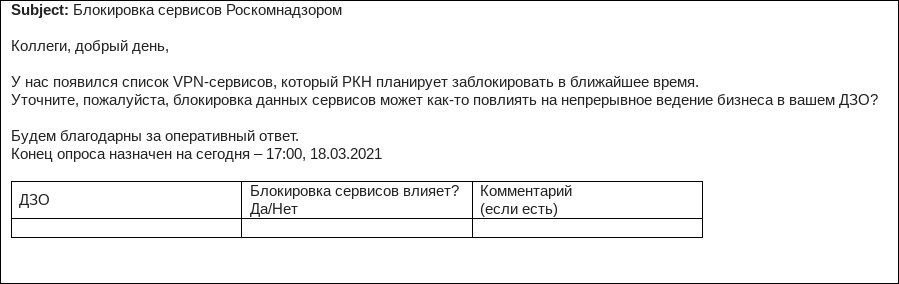 Subject: Блокировка сервисов Роскомнадзором
Коллеги, добрый день,
У нас появился список VPN-сервисов, который РКН планирует заблокировать в ближайшее время.
Уточните, пожалуйста, блокировка данных сервисов может как-то повлиять на непрерывное ведение бизнеса в вашем ДЗО?
Будем благодарны за оперативный ответ.
Конец опроса назначен на сегодня – 17:00, 18.03.2021
ДЗО
Блокировка сервисов влияет?
Да/Нет
Комментарий
(если есть)